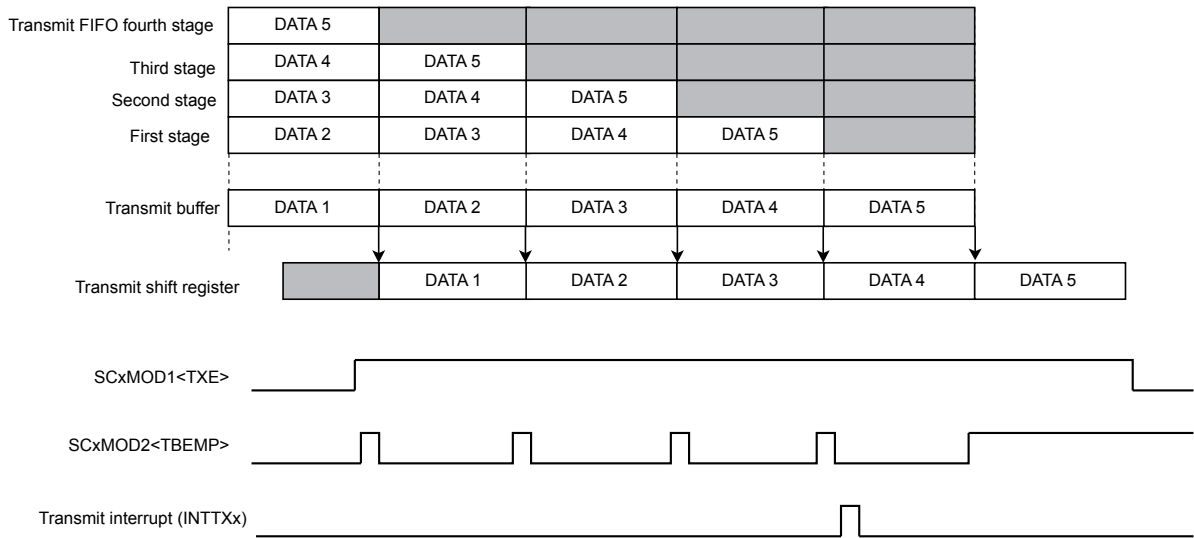 Transmit FIFO fourth stage DATA 5
Third stage DATA 4 DATA 5
Second stage DATA 3 DATA 4 DATA 5
First stage DATA 2 DATA 3 DATA 4 DATA 5
Transmit buffer DATA 1 DATA 2 DATA 3 DATA 4 DATA 5
Transmit shift register DATA 1 DATA 2 DATA 3 DATA 4 DATA 5
SCxMOD1<TXE>
SCxMOD2<TBEMP>
Transmit interrupt (INTTXx)